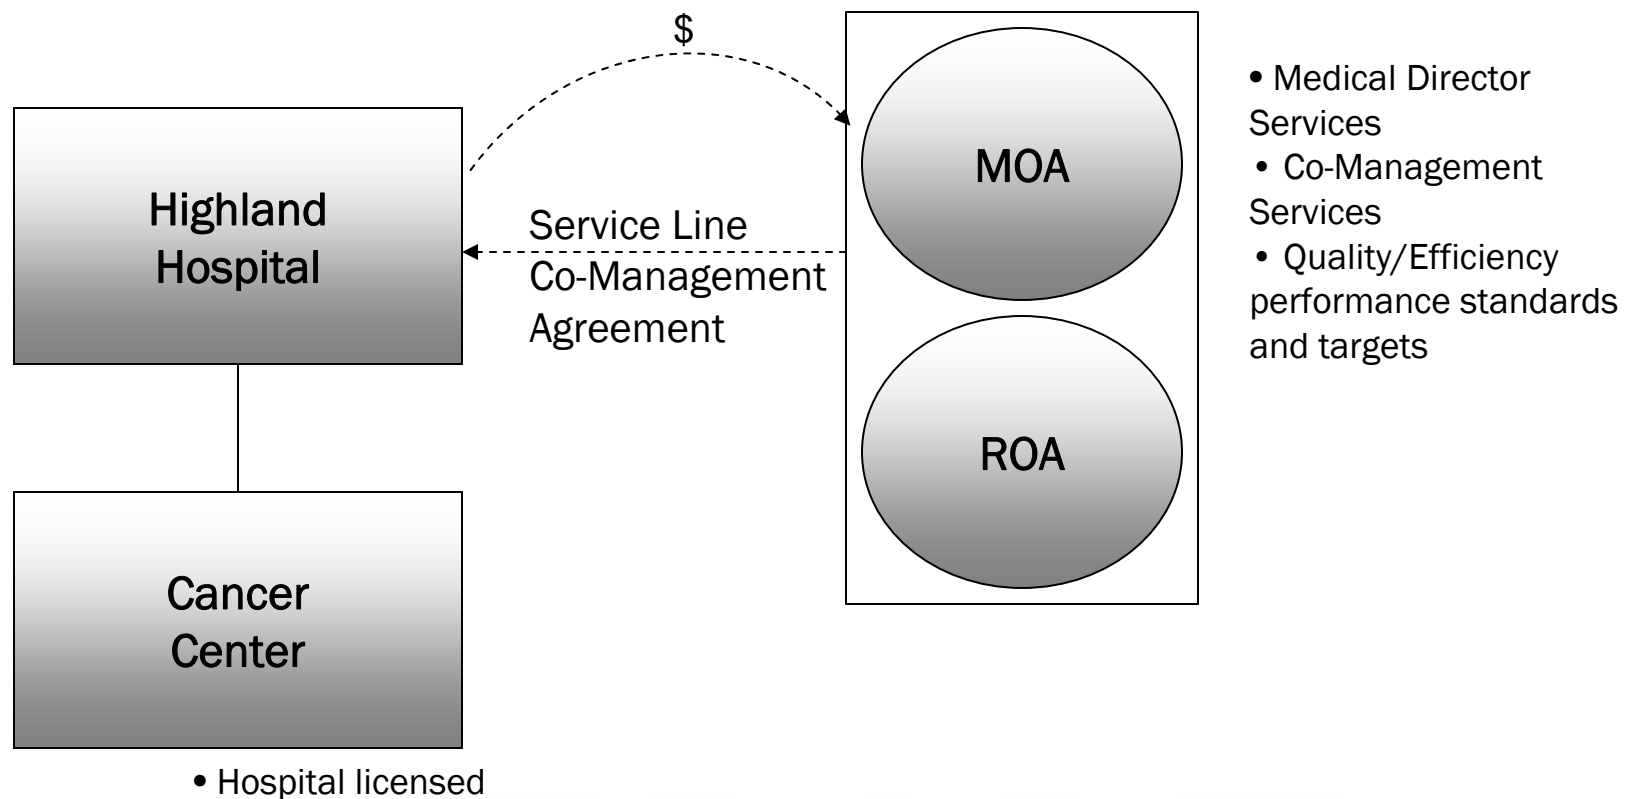 $
Highland
Hospital
Service Line
Co-Management
Agreement
MOA
ROA
• Medical Director
Services
• Co-Management
Services
• Quality/Efficiency
performance standards
and targets
Cancer
Center
• Hospital licensed